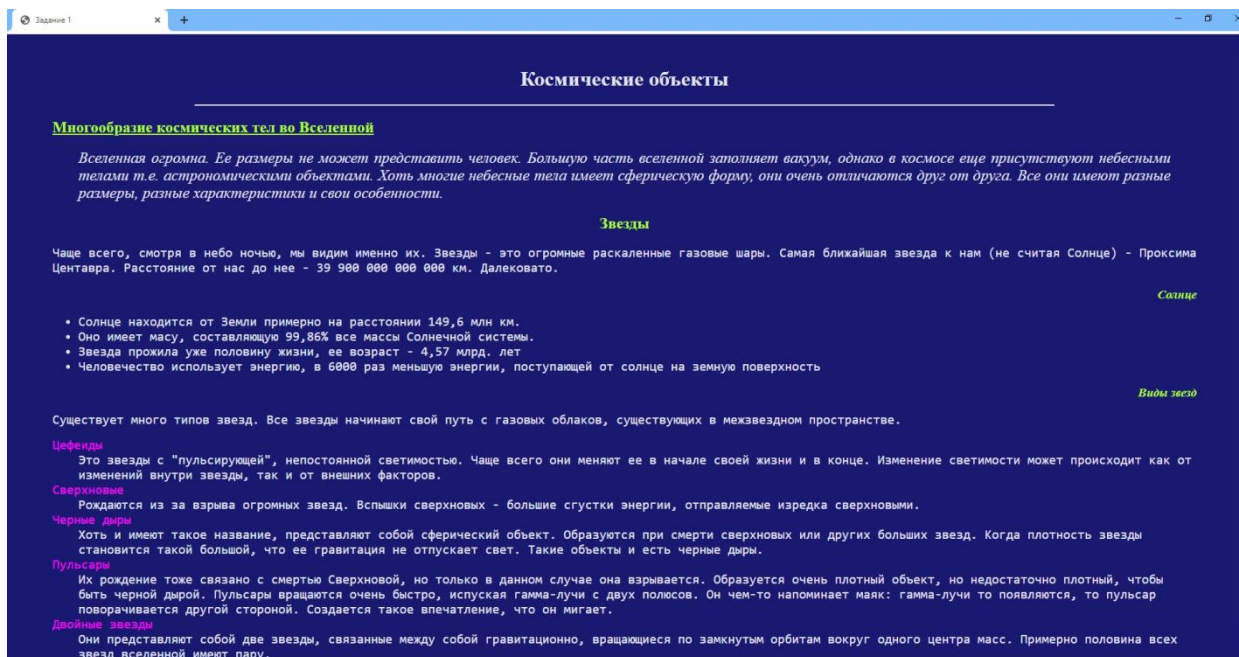 Задание 1
Космические объекты
Многообразие космических тел во Вселенной
Вселенная огромна. Ее размеры не может представить человек. Большую часть вселенной заполняет вакуум, однако в космосе еще присутствуют небесными
телами т.е. астрономическими объектами. Хоть многие небесные тела имеет сферическую форму, они очень отличаются друг от друга. Все они имеют разные
размеры, разные характеристики и свои особенности.
Звезды
Чаще всего, смотря в небо ночью, мы видим именно их. Звезды - это огромные раскаленные газовые шары. Самая ближайшая звезда к нам (не считая Солнце) - Проксима
Центавра. Расстояние от нас до нее - 39 900 000 000 000 км. Далековато.
Солнце
• Солнце находится от Земли примерно на расстоянии 149,6 млн км.
• Оно имеет масу, составляющую 99,86% все массы Солнечной системы.
• Звезда прожила уже половину жизни, ее возраст - 4,57 млрд. лет
• Человечество использует энергию, в 6000 раз меньшую энергии, поступающей от солнце на земную поверхность
Виды звезд
Существует много типов звезд. Все звезды начинают свой путь с газовых облаков, существующих в межзвездном пространстве.
Цефеиды
Это звезды с "пульсирующей", непостоянной светимостью. Чаще всего они меняют ее в начале своей жизни и в конце. Изменение светимости может происходит как от
изменений внутри звезды, так и от внешних факторов.
Сверхновые
Рождаются из за взрыва огромных звезд. Вспышки сверхновых - большие сгустки энергии, отправляемые изредка сверхновыми.
Черные дыры
Хоть и имеют такое название, представляют собой сферический объект. Образуются при смерти сверхновых или других больших звезд. Когда плотность звезды
становится такой большой, что ее гравитация не отпускает свет. Такие объекты и есть черные дыры.
Пульсары
Их рождение тоже связано с смертью Сверхновой, но только в данном случае она взрывается. Образуется очень плотный объект, но недостаточно плотный, чтобы
быть черной дырой. Пульсары вращаются очень быстро, испуская гамма-лучи с двух полюсов. Он чем-то напоминает маяк: гамма-лучи то появляются, то пульсар
поворачивается другой стороной. Создается такое впечатление, что он мигает.
Двойные звезды
Они представляют собой две звезды, связанные между собой гравитационно, вращающиеся по замкнутым орбитам вокруг одного центра масс. Примерно половина всех
звезд вселенной имеют пару.